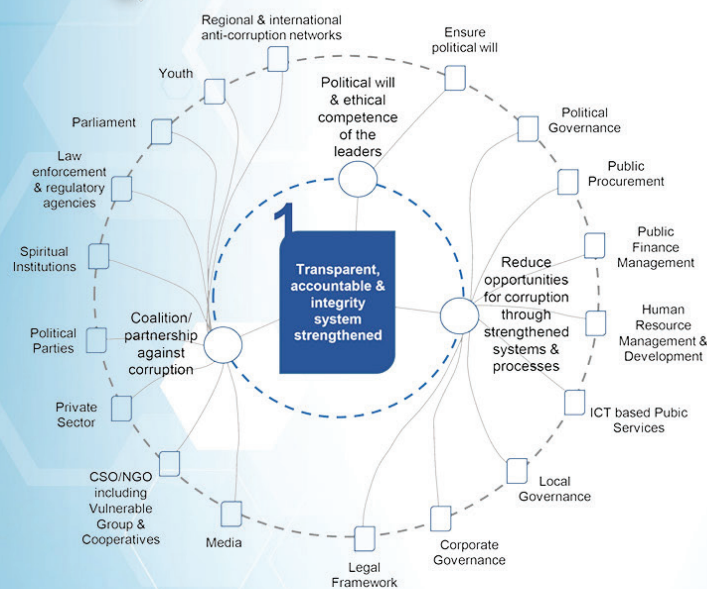 Regional & international
anti-corruption networks
Ensure
political will
Youth
Political will
& ethical
competence
of the
leaders
Political
Governance
Parliament
Law
enforcement
& regulatory
agencies
Public
Procurement
1
Public
Finance
Management
Spiritual
Institutions
Transparent,
accountable &
integrity
system
strengthened
Reduce
opportunities
for corruption
through
strengthened
systems &
processes
Coalition/
partnership
against
corruption
Human
Resource
Management &
Development
Political
Parties
Private
Sector
ICT based Pubic
Services
CSO/NGO
including
Vulnerable
Group &
Cooperatives
Local
Governance
Media
Corporate
Governance
Legal
Framework